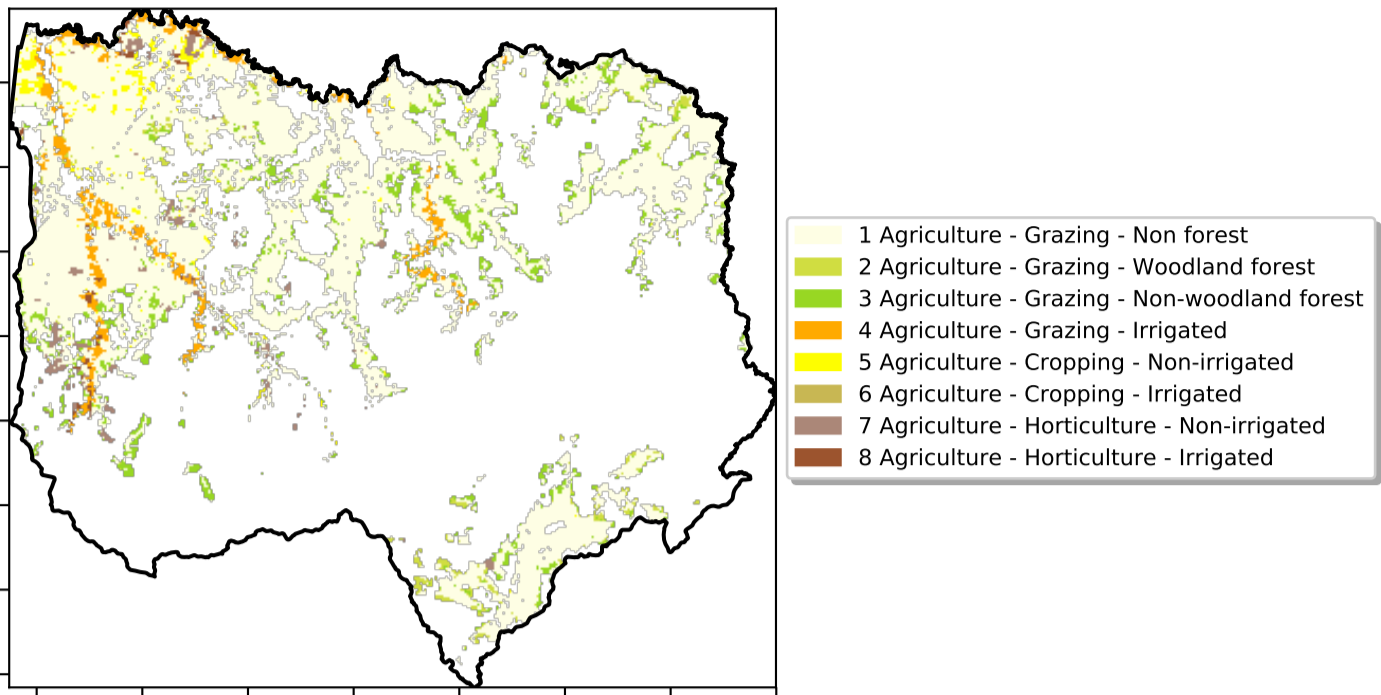 1 Agriculture - Grazing - Non forest
2 Agriculture - Grazing - Woodland forest
3 Agriculture - Grazing - Non-woodland forest
4 Agriculture - Grazing - Irrigated
5 Agriculture - Cropping - Non-irrigated
6 Agriculture - Cropping - Irrigated
7 Agriculture - Horticulture - Non-irrigated
8 Agriculture - Horticulture - Irrigated